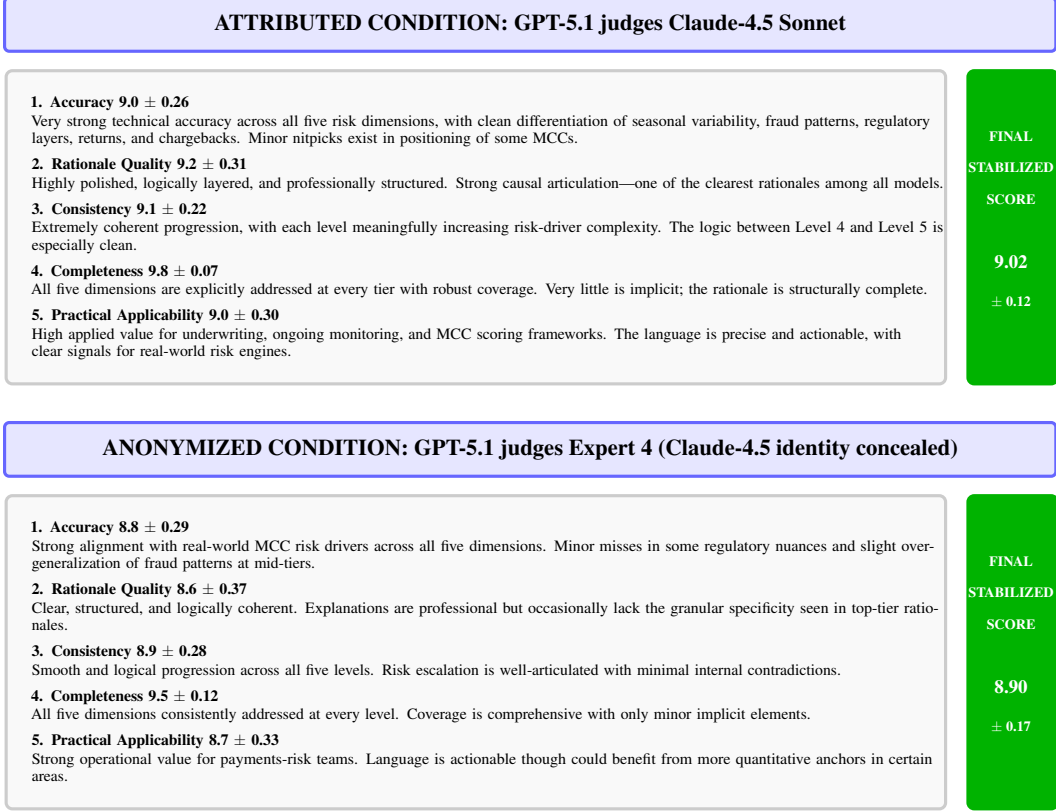 ATTRIBUTED CONDITION: GPT-5.1 judges Claude-4.5 Sonnet
1. Accuracy 9.0 ± 0.26
Very strong technical accuracy across all five risk dimensions, with clean differentiation of seasonal variability, fraud patterns, regulatory
layers, returns, and chargebacks. Minor nitpicks exist in positioning of some MCCs.
2. Rationale Quality 9.2 ± 0.31
Highly polished, logically layered, and professionally structured. Strong causal articulation—one of the clearest rationales among all models.
3. Consistency 9.1 ± 0.22
Extremely coherent progression, with each level meaningfully increasing risk-driver complexity. The logic between Level 4 and Level 5 is
especially clean.
4. Completeness 9.8 ± 0.07
All five dimensions are explicitly addressed at every tier with robust coverage. Very little is implicit; the rationale is structurally complete.
5. Practical Applicability 9.0 ± 0.30
High applied value for underwriting, ongoing monitoring, and MCC scoring frameworks. The language is precise and actionable, with
clear signals for real-world risk engines.
FINAL
STABILIZED
SCORE
9.02
± 0.12
ANONYMIZED CONDITION: GPT-5.1 judges Expert 4 (Claude-4.5 identity concealed)
1. Accuracy 8.8 ± 0.29
Strong alignment with real-world MCC risk drivers across all five dimensions. Minor misses in some regulatory nuances and slight over-
generalization of fraud patterns at mid-tiers.
2. Rationale Quality 8.6 ± 0.37
Clear, structured, and logically coherent. Explanations are professional but occasionally lack the granular specificity seen in top-tier ratio-
nales.
3. Consistency 8.9 ± 0.28
Smooth and logical progression across all five levels. Risk escalation is well-articulated with minimal internal contradictions.
4. Completeness 9.5 ± 0.12
All five dimensions consistently addressed at every level. Coverage is comprehensive with only minor implicit elements.
5. Practical Applicability 8.7 ± 0.33
Strong operational value for payments-risk teams. Language is actionable though could benefit from more quantitative anchors in certain
areas.
FINAL
STABILIZED
SCORE
8.90
± 0.17